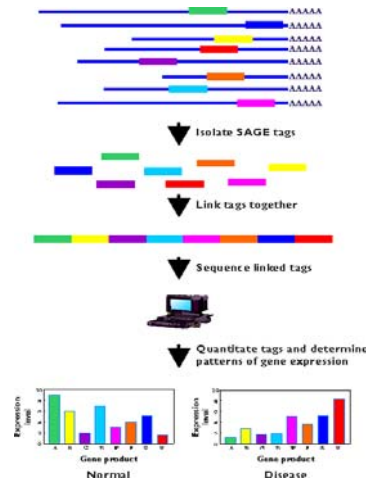 AAAAA
AAAAA
AAAAA
AAAAA
AAAAA
AAAAA
AAAAA
AAAAA
Isolate SAGE tags
Link tags together
Sequence linked tags
Quantitate tags and determine
patterns of gene expression
Expression
level
Gene product
Normal
Expression
level
Gene product
Disease